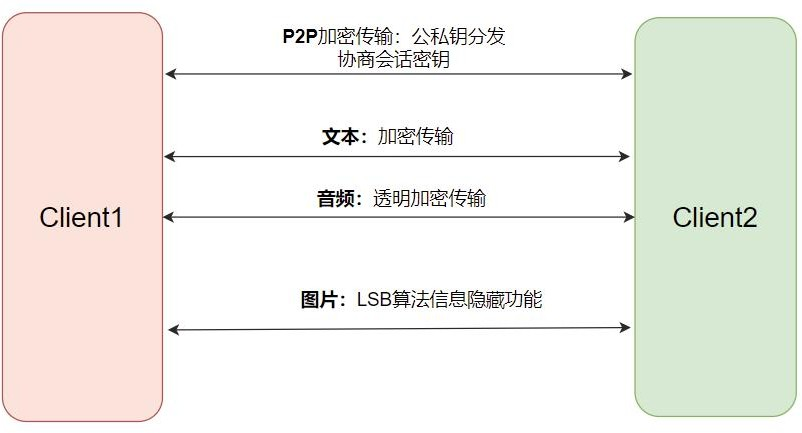 P2P加密传输：公私钥分发
协商会话密钥
文本：加密传输
音频：透明加密传输
Client1
Client2
图片：LSB算法信息隐藏功能